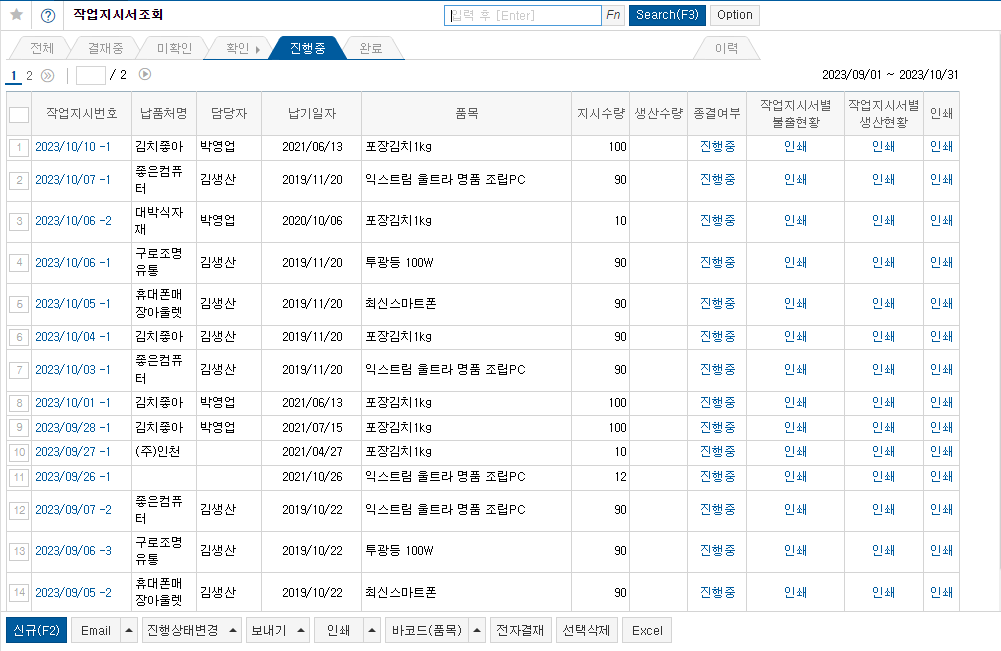 작업지시서조회
입력 후 [Enter] Fn Search(F3) Option
전체 결재중 미확인 확인 진행중 완료 이력
1 2 / 2 2023/09/01 ~ 2023/10/31
작업지시번호 납품처명 담당자 납기일자 품목 지시수량 생산수량 종결여부 작업지시서별 불출현황 작업지시서별 생산현황 인쇄
1 2023/10/10 -1 김치좋아 박영업 2021/06/13 포장김치1kg 100 진행중 인쇄 인쇄 인쇄
2 2023/10/07 -1 좋은컴퓨터 김생산 2019/11/20 익스트림 울트라 명품 조립PC 90 진행중 인쇄 인쇄 인쇄
3 2023/10/06 -2 대박식자재 박영업 2020/10/06 포장김치1kg 10 진행중 인쇄 인쇄 인쇄
4 2023/10/06 -1 구로조명유통 김생산 2019/11/20 투광등 100W 90 진행중 인쇄 인쇄 인쇄
5 2023/10/05 -1 휴대폰매장아울렛 김생산 2019/11/20 최신스마트폰 90 진행중 인쇄 인쇄 인쇄
6 2023/10/04 -1 김치좋아 김생산 2019/11/20 포장김치1kg 90 진행중 인쇄 인쇄 인쇄
7 2023/10/03 -1 좋은컴퓨터 김생산 2019/11/20 익스트림 울트라 명품 조립PC 90 진행중 인쇄 인쇄 인쇄
8 2023/10/01 -1 김치좋아 박영업 2021/06/13 포장김치1kg 100 진행중 인쇄 인쇄 인쇄
9 2023/09/28 -1 김치좋아 박영업 2021/07/15 포장김치1kg 100 진행중 인쇄 인쇄 인쇄
10 2023/09/27 -1 (주)인천 2021/04/27 포장김치1kg 10 진행중 인쇄 인쇄 인쇄
11 2023/09/26 -1 2021/10/26 익스트림 울트라 명품 조립PC 12 진행중 인쇄 인쇄 인쇄
12 2023/09/07 -2 좋은컴퓨터 김생산 2019/10/22 익스트림 울트라 명품 조립PC 90 진행중 인쇄 인쇄 인쇄
13 2023/09/06 -3 구로조명유통 김생산 2019/10/22 투광등 100W 90 진행중 인쇄 인쇄 인쇄
14 2023/09/05 -2 휴대폰매장아울렛 김생산 2019/10/22 최신스마트폰 90 진행중 인쇄 인쇄 인쇄
신규(F2) Email 진행상태변경 보내기 인쇄 바코드(품목) 전자결재 선택삭제 Excel